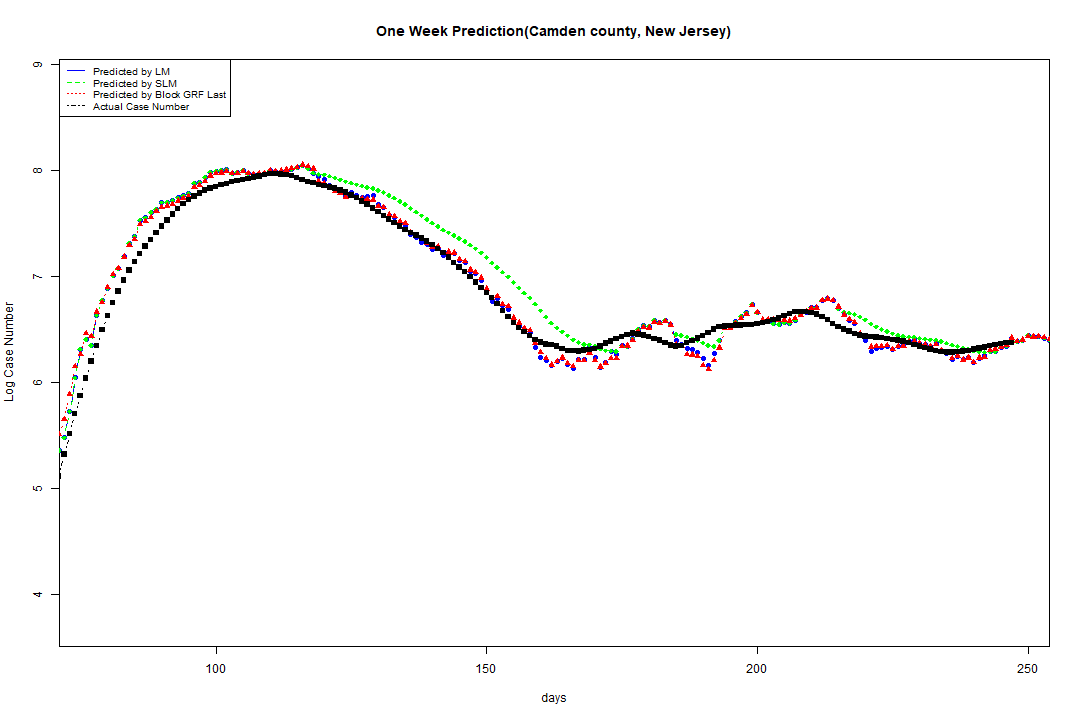 One Week Prediction(Camden county, New Jersey)
Predicted by LM
Predicted by SLM
Predicted by Block GRF Last
Actual Case Number
Log Case Number
9
8
7
6
5
4
100 150 200 250
days